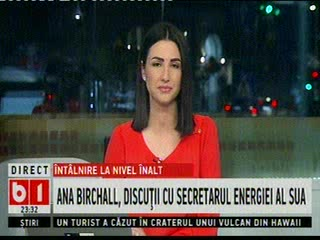 DIRECT
ÎNTÂLNIRE LA NIVEL ÎNALT
b1
ANA BIRCHALL, DISCUȚII CU SECRETARUL ENERGIEI AL SUA
23:32
ȘTIRI
UN TURIST A CĂZUT ÎN CRATERUL UNUI VULCAN DIN HAWAII